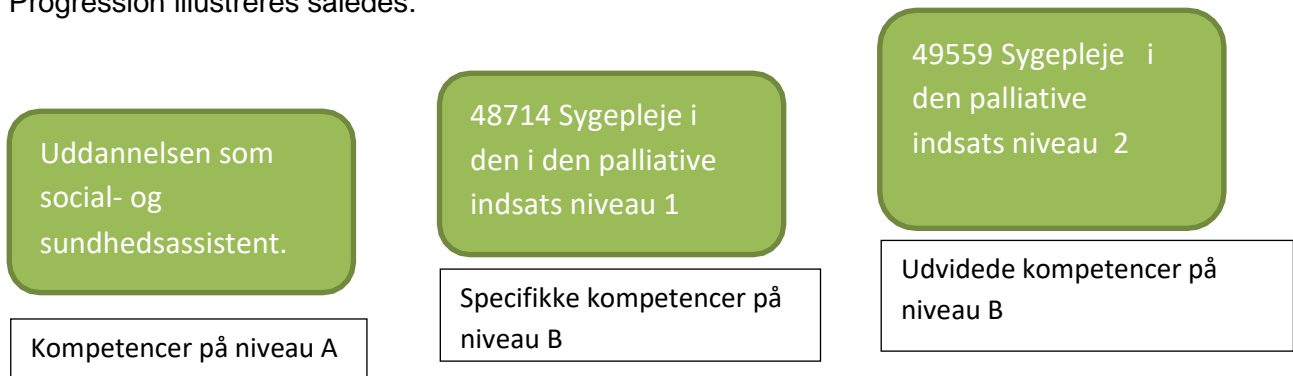 Progression illustreres således:
Uddannelsen som
social- og
sundhedsassistent.
Kompetencer på niveau A
48714 Sygepleje i
den i den palliative
indsats niveau 1
Specifikke kompetencer på
niveau B
49559 Sygepleje i
den palliative
indsats niveau 2
Udvidede kompetencer på
niveau B